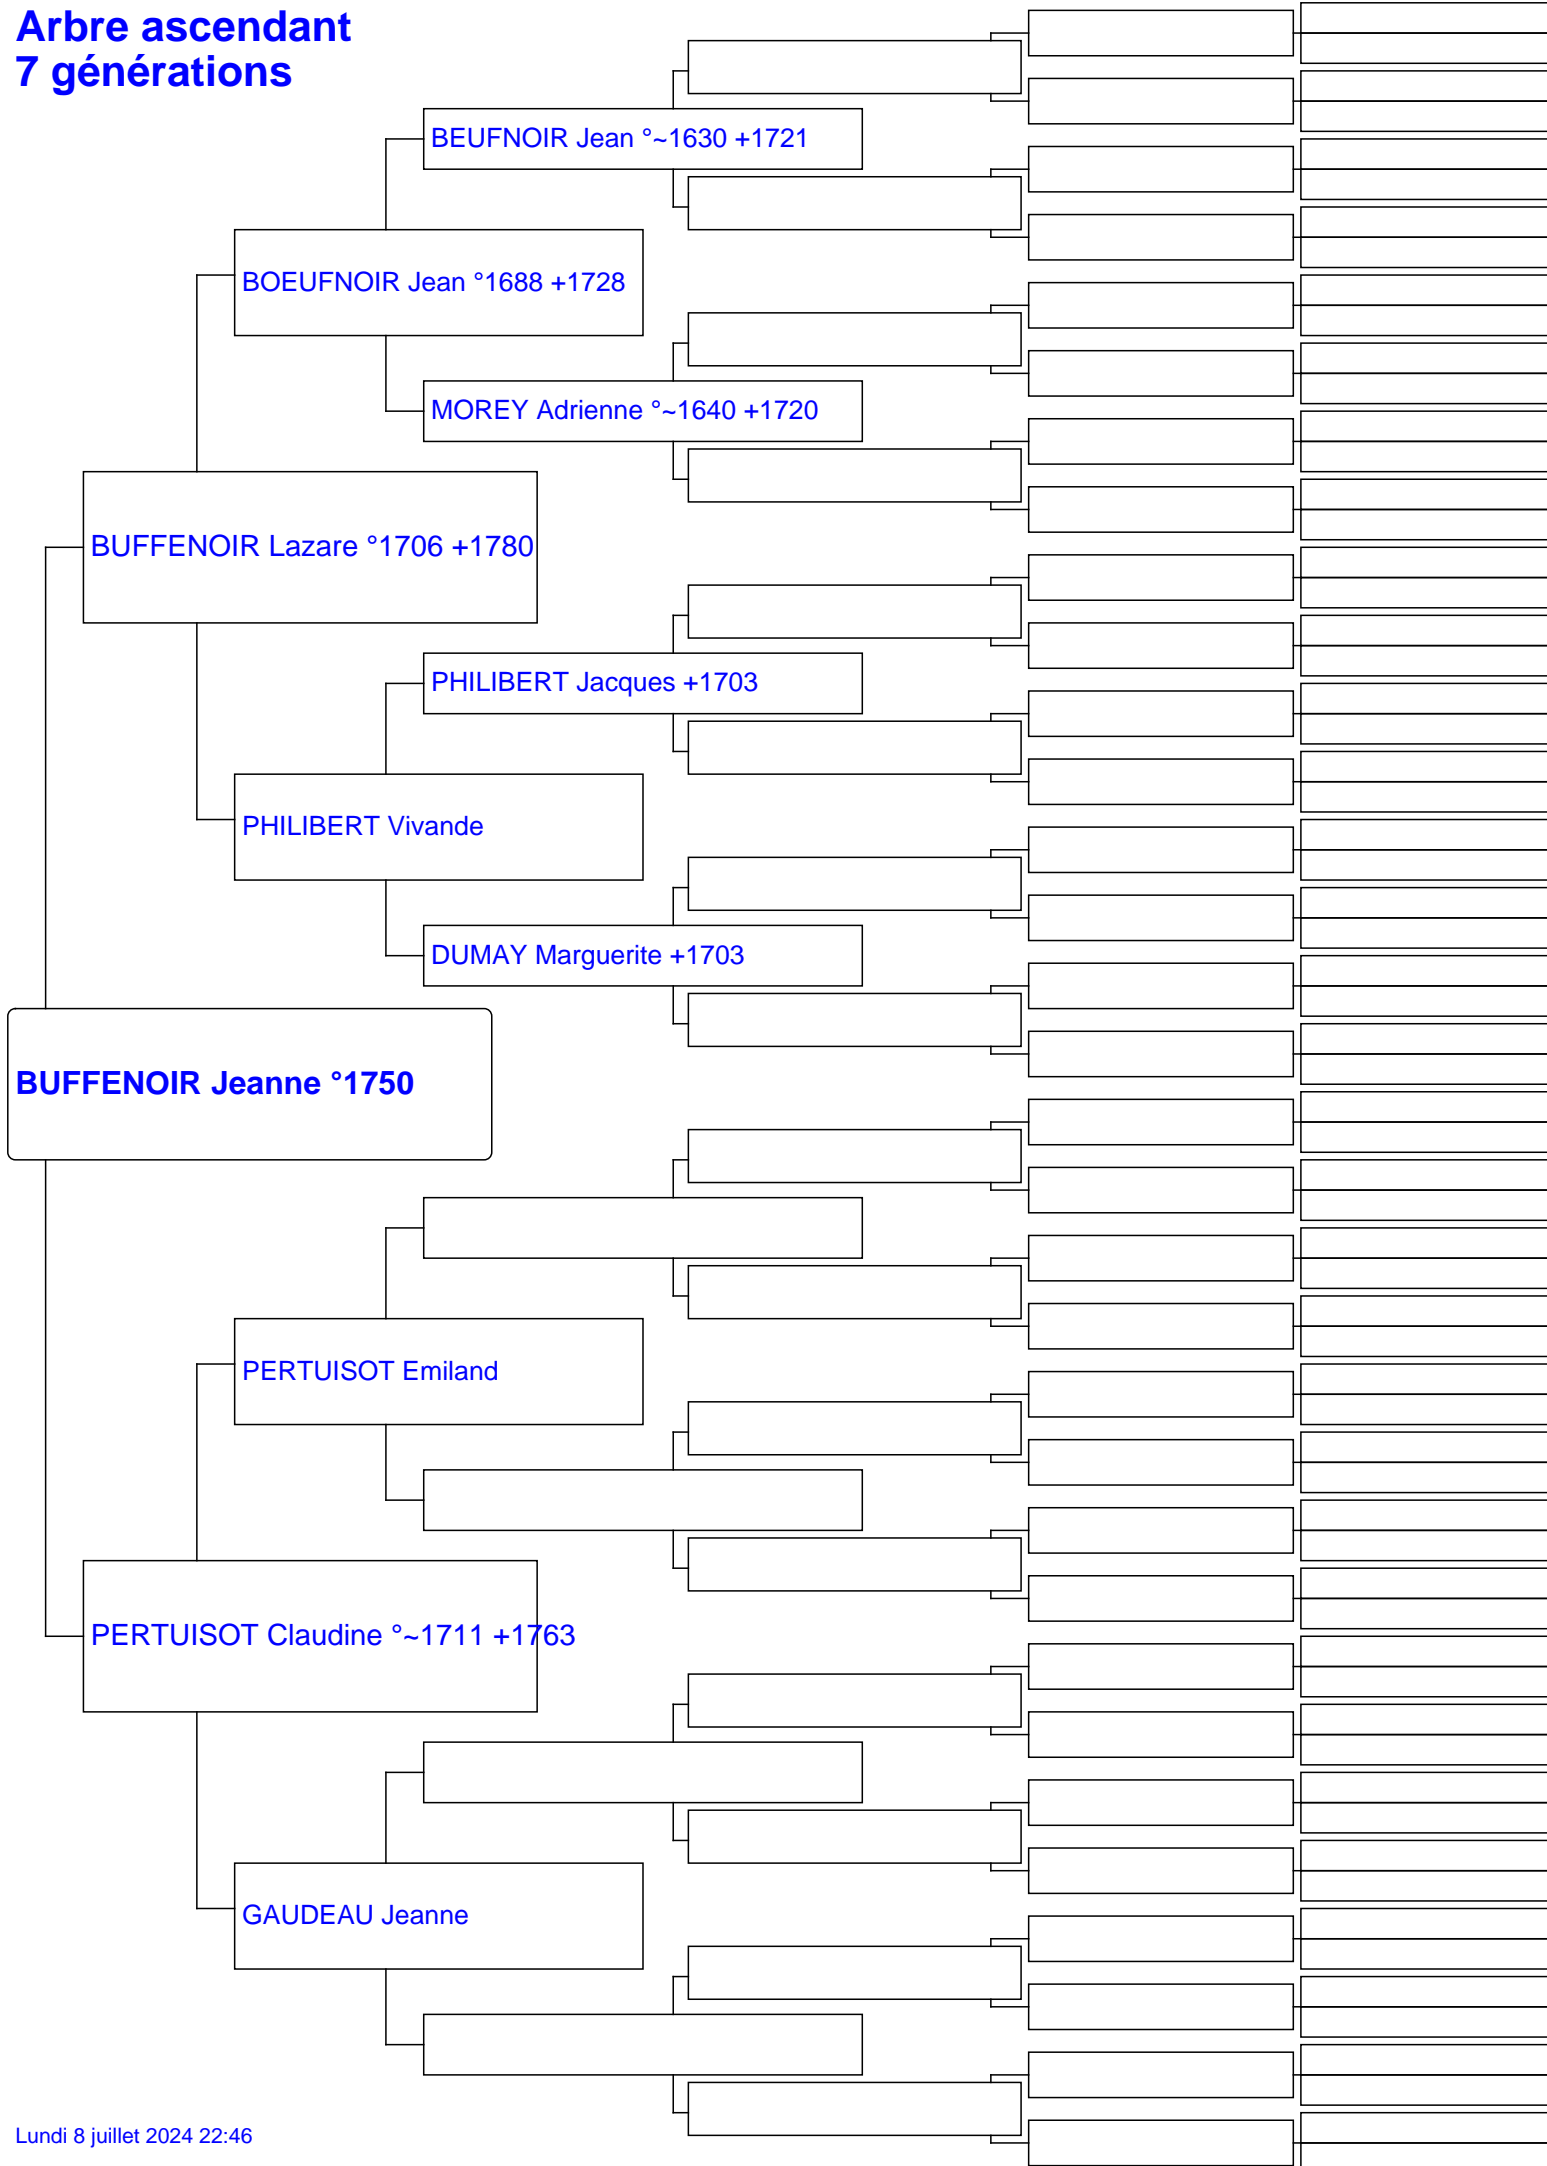 Arbre ascendant
7 générations
BEUFNOIR Jean °~1630 +1721
BOEUFNOIR Jean °1688 +1728
MOREY Adrienne °~1640 +1720
BUFFENOIR Lazare °1706 +1780
PHILIBERT Jacques +1703
PHILIBERT Vivande
DUMAY Marguerite +1703
BUFFENOIR Jeanne °1750
PERTUISOT Emiland
PERTUISOT Claudine °~1711 +1763
GAUDEAU Jeanne
Lundi 8 juillet 2024 22:46